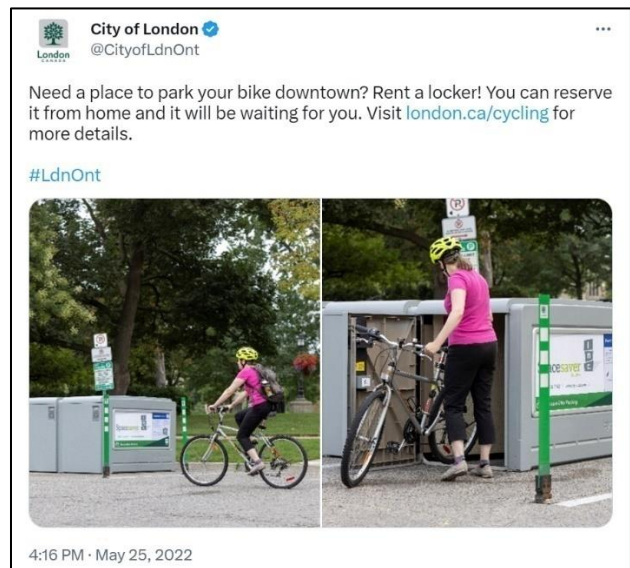 City of London
@CityofLdnOnt
London
CANADA
Need a place to park your bike downtown? Rent a locker! You can reserve
it from home and it will be waiting for you. Visit london.ca/cycling for
more details.
#LdnOnt
P
P
4:16 PM · May 25, 2022